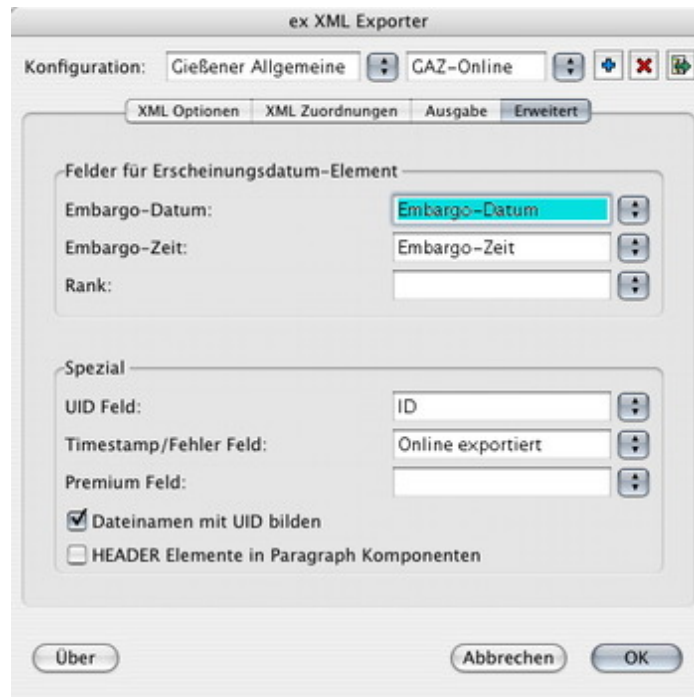 ex XML Exporter
Konfiguration: Gießener Allgemeine GAZ-Online
XML Optionen XML Zuordnungen Ausgabe Erweitert
Felder für Erscheinungsdatum-Element
Embargo-Datum: Embargo-Datum
Embargo-Zeit: Embargo-Zeit
Rank:
Spezial
UID Feld: ID
Timestamp/Fehler Feld: Online exportiert
Premium Feld:
Dateinamen mit UID bilden
HEADER Elemente in Paragraph Komponenten
Über Abbrechen OK